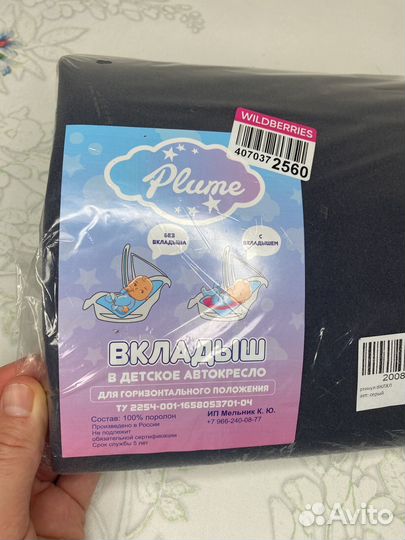 WILDBERRIES
407037 2560
Plume
БЕЗ
ВКЛАДЫША
С
ВКЛАДЫШЕМ
ВКЛАДЫШ
В ДЕТСКОЕ АВТОКРЕСЛО
ДЛЯ ГОРИЗОНТАЛЬНОГО ПОЛОЖЕНИЯ
ТУ 2254-001-1658053701-04
Состав: 100% поролон
Произведено в России
Не подлежит
обязательной сертификации
Срок службы 5 лет
ИП Мельник К. Ю.
+7 966-240-08-77
2008
серый
Avito